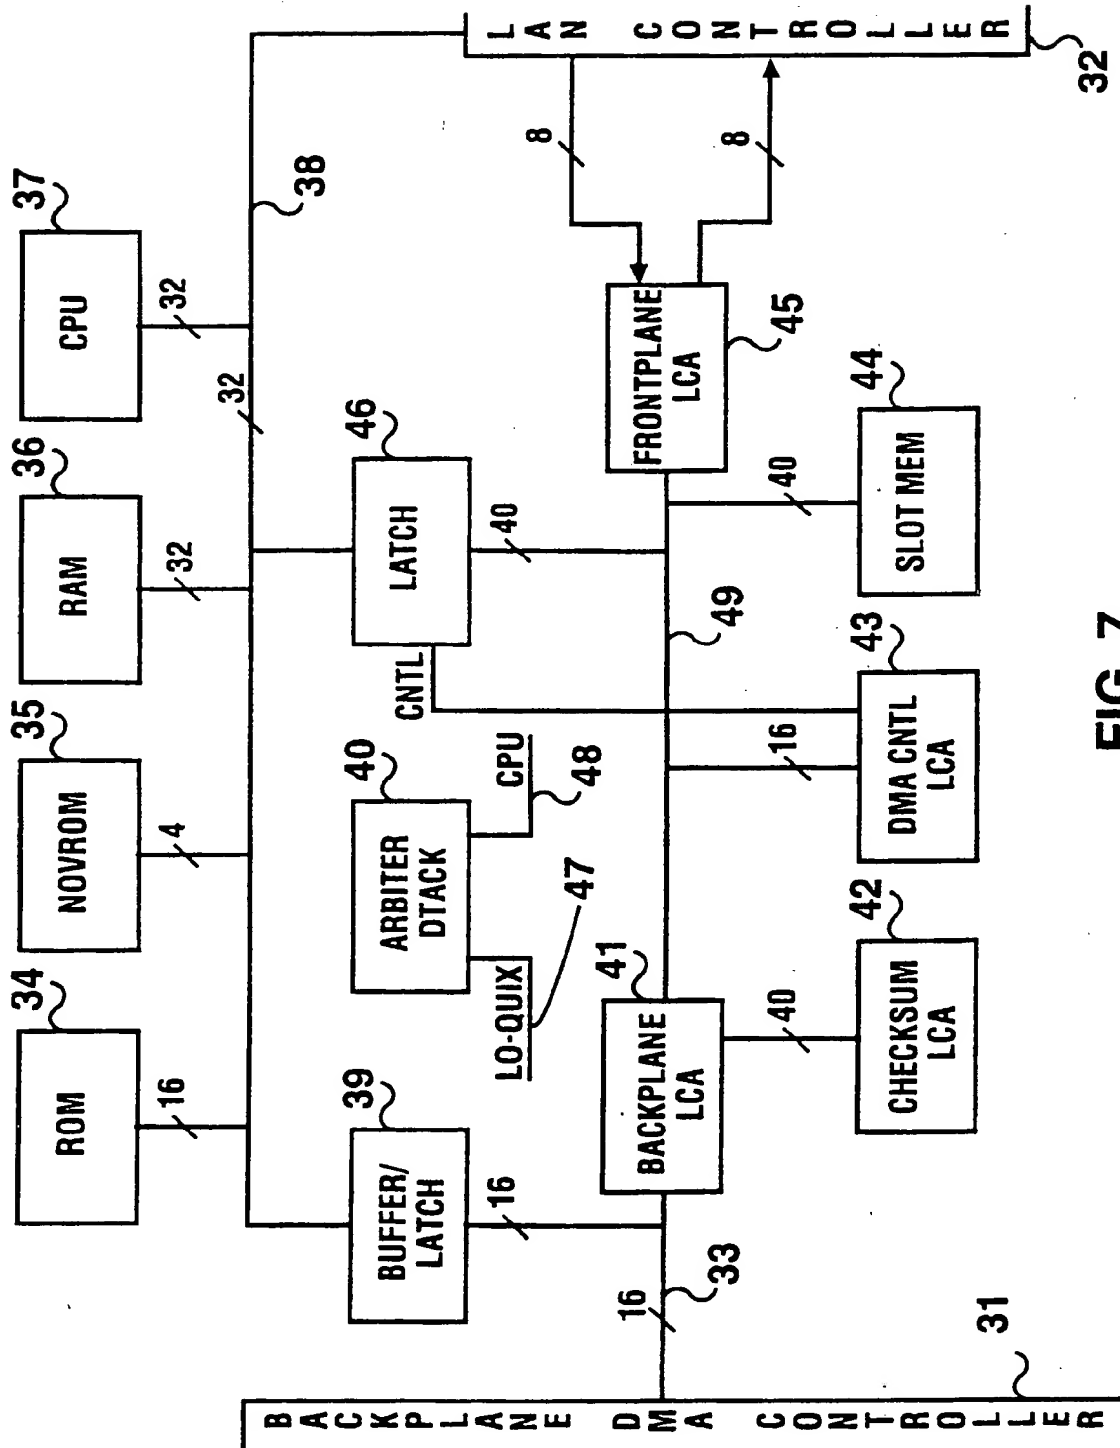 34
35
36
37
ROM
NOVROM
RAM
CPU
16
4
32
32
32
38
39
40
46
BUFFER/
LATCH
ARBITER
DTACK
LATCH
LO-QUIX
CPU
CNTL
47
48
16
40
8
8
BACKPLANE DMA CONTROLLER
31
16
33
41
BACKPLANE
LCA
49
FRONTPLANE
LCA
45
LAN CONTROLLER
32
40
16
40
42
43
44
CHECKSUM
LCA
DMA CNTL
LCA
SLOT MEM